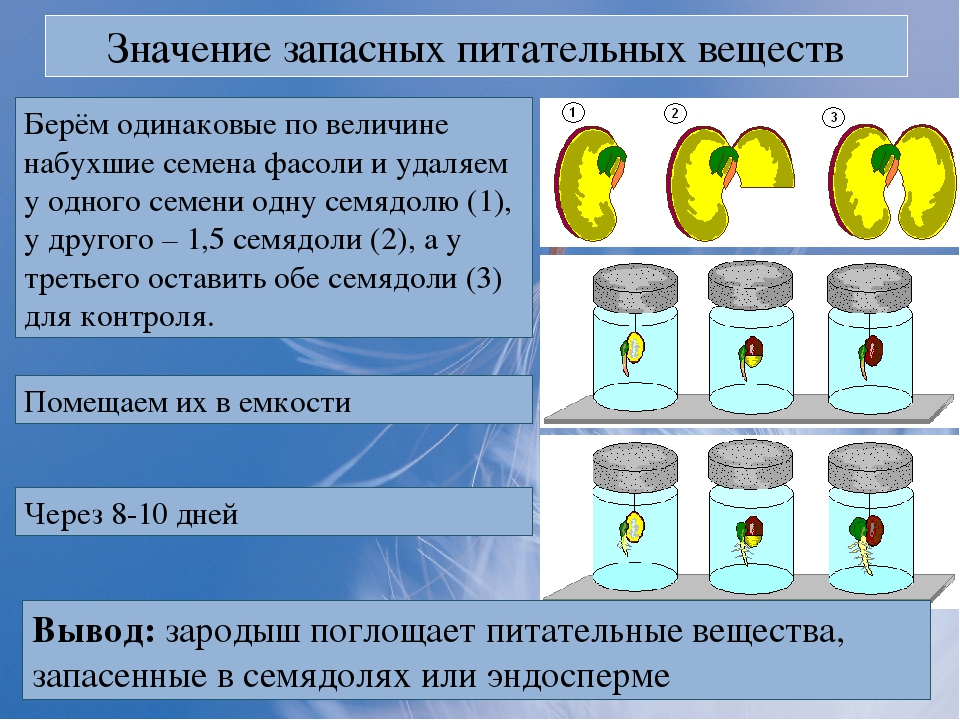 Значение запасных питательных веществ
Берём одинаковые по величине
набухшие семена фасоли и удаляем
у одного семени одну семядолю (1),
у другого – 1,5 семядоли (2), а у
третьего оставить обе семядоли (3)
для контроля.
1
2
3
Помещаем их в емкости
Через 8-10 дней
Вывод: зародыш поглощает питательные вещества,
запасенные в семядолях или эндосперме